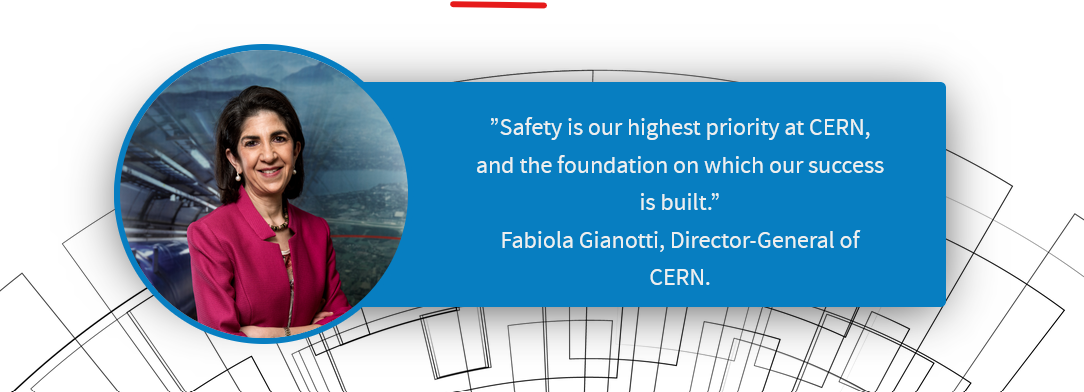 ”Safety is our highest priority at CERN,
and the foundation on which our success
is built.”
Fabiola Gianotti, Director-General of
CERN.